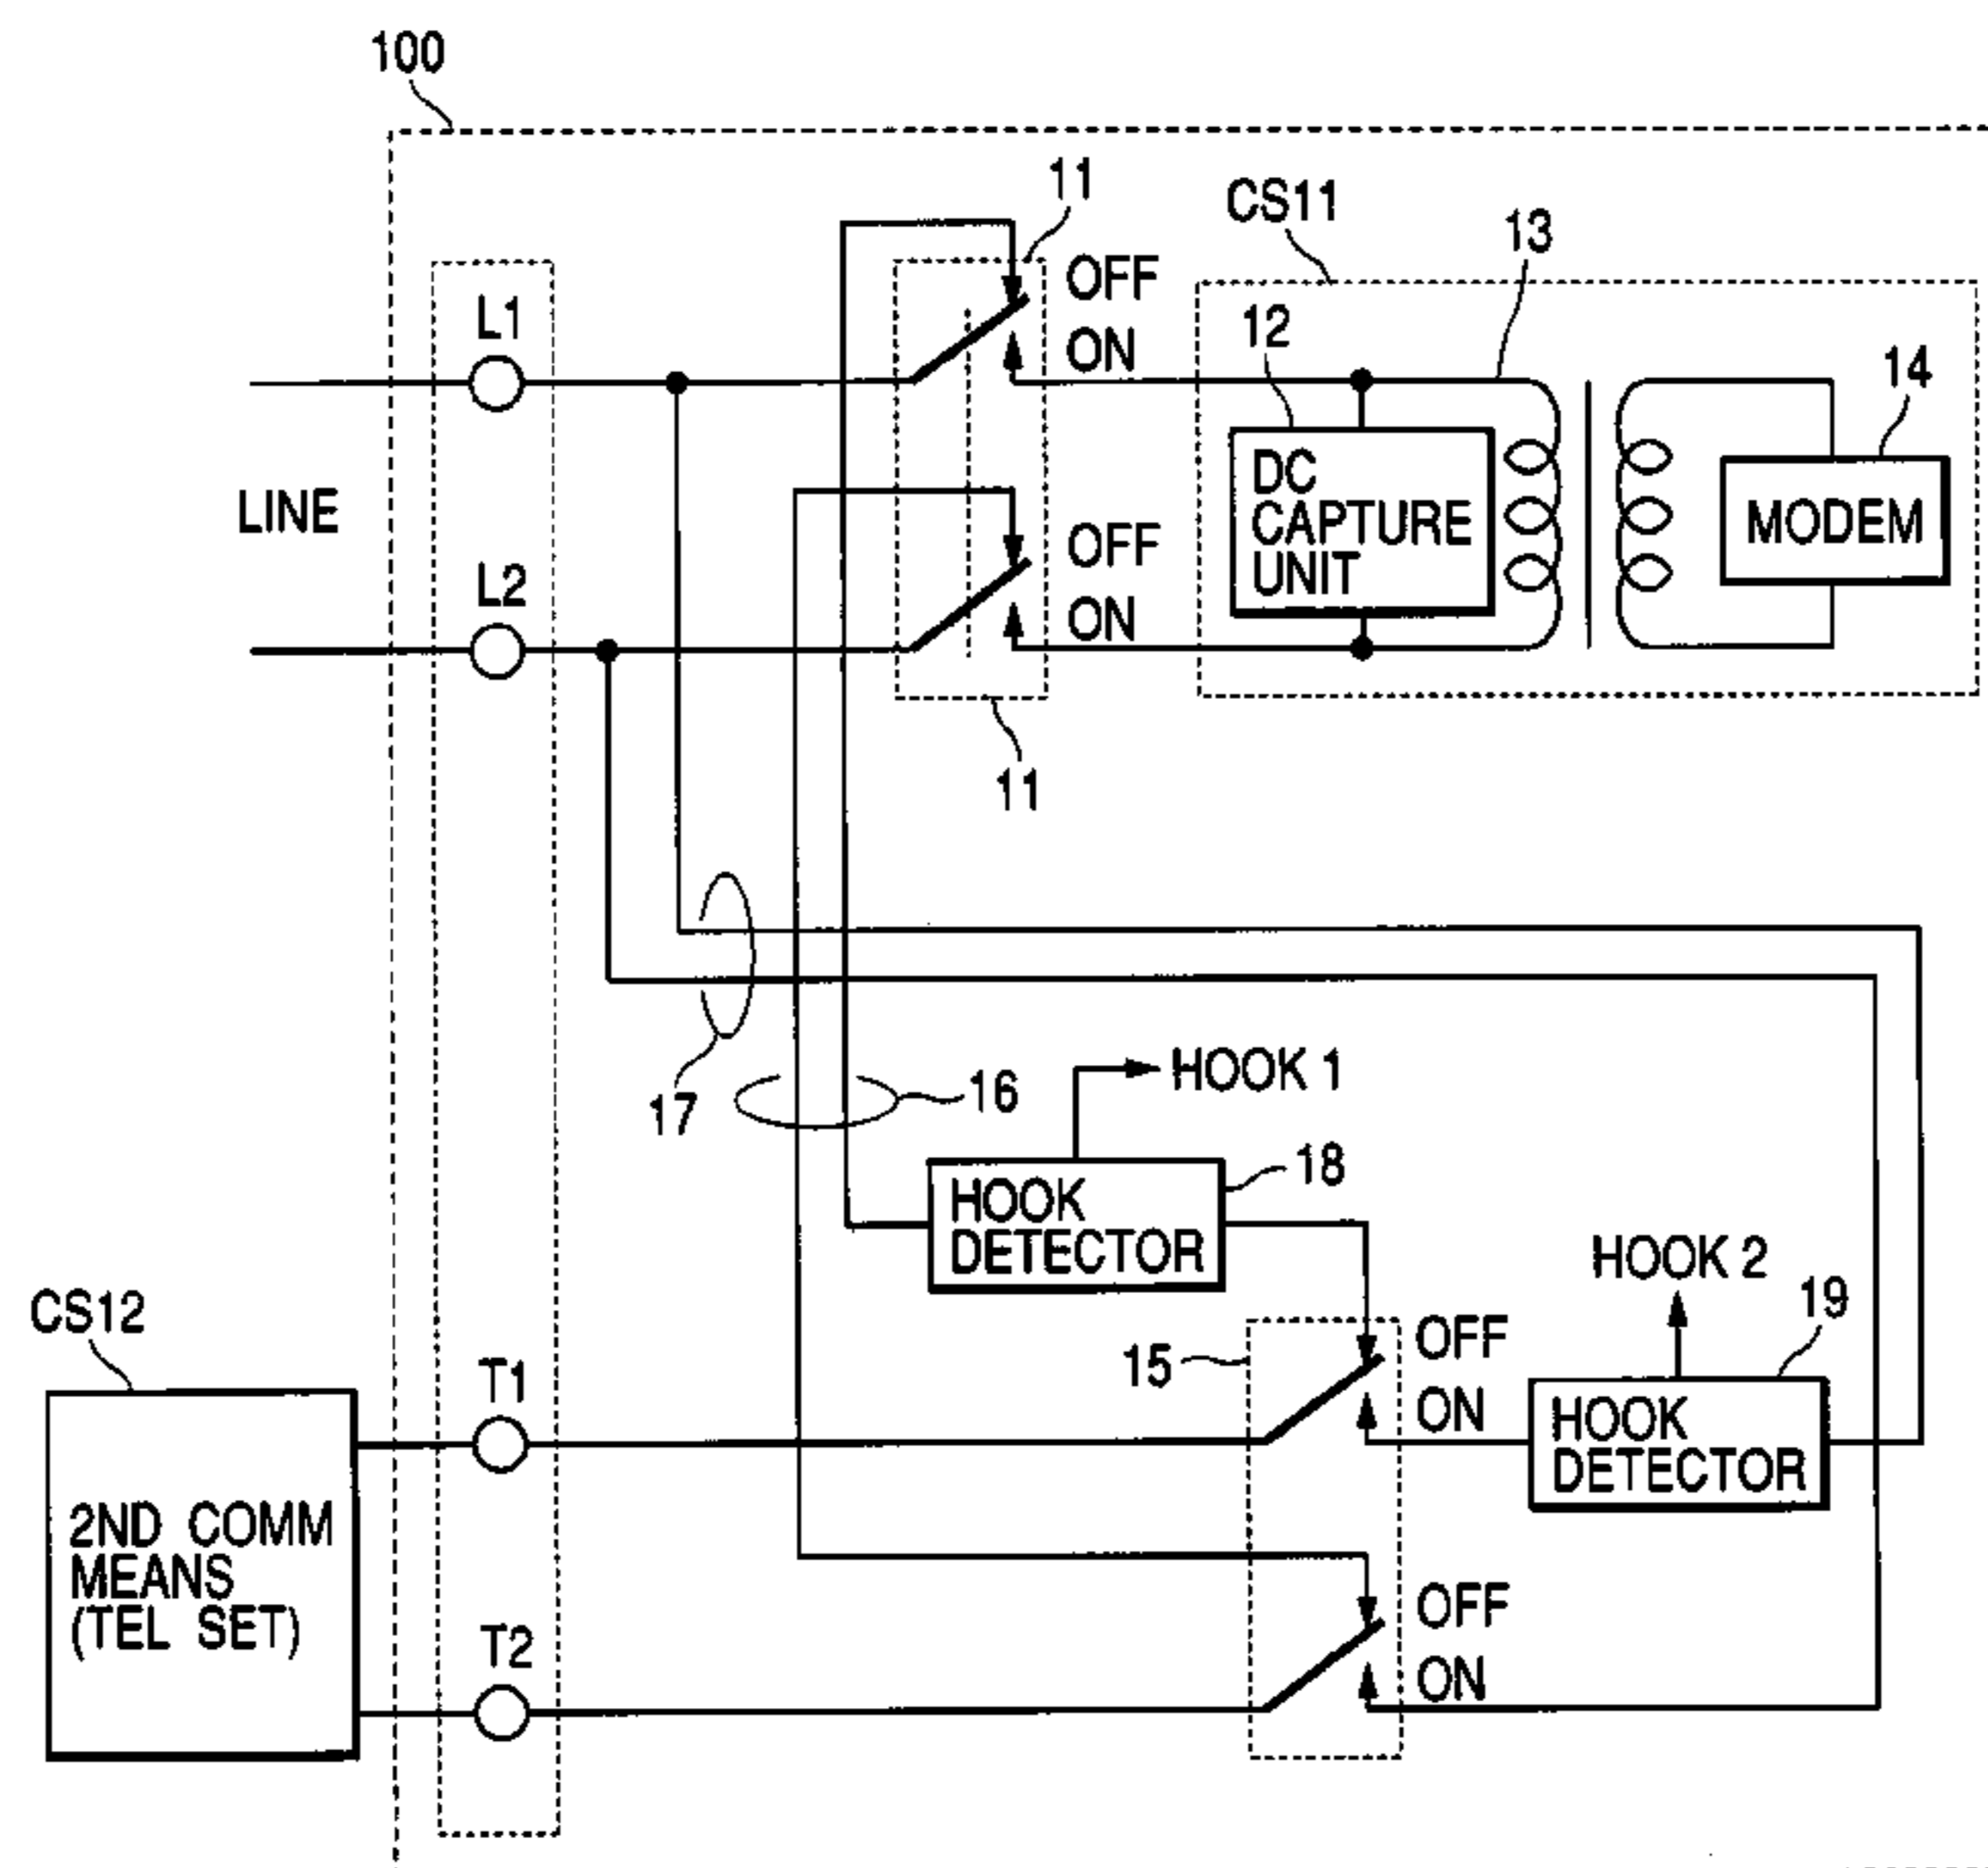 100
11
CS11
13
OFF
L1
12
ON
14
DC
CAPTURE
UNIT
MODEM
LINE
OFF
L2
ON
11
HOOK 1
16
17
18
HOOK
DETECTOR
HOOK 2
CS12
19
OFF
15
T1
ON
HOOK
DETECTOR
2ND COMM
MEANS
(TEL SET)
OFF
T2
ON